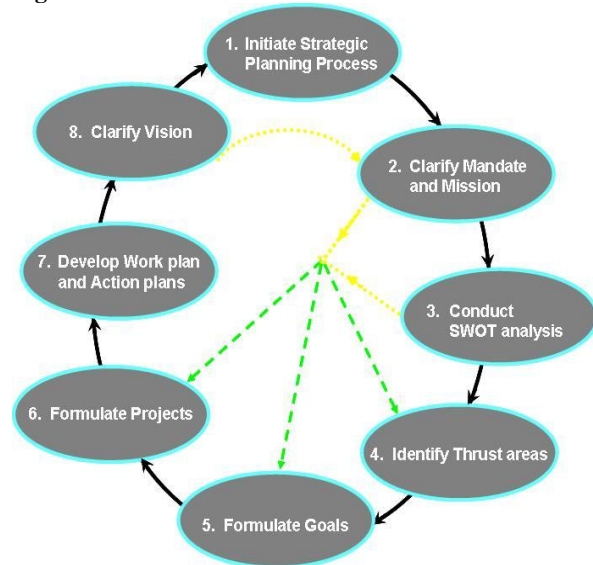 1. Initiate Strategic
Planning Process
2. Clarify Mandate
and Mission
3. Conduct
SWOT analysis
4. Identify Thrust areas
5. Formulate Goals
6. Formulate Projects
7. Develop Work plan
and Action plans
8. Clarify Vision